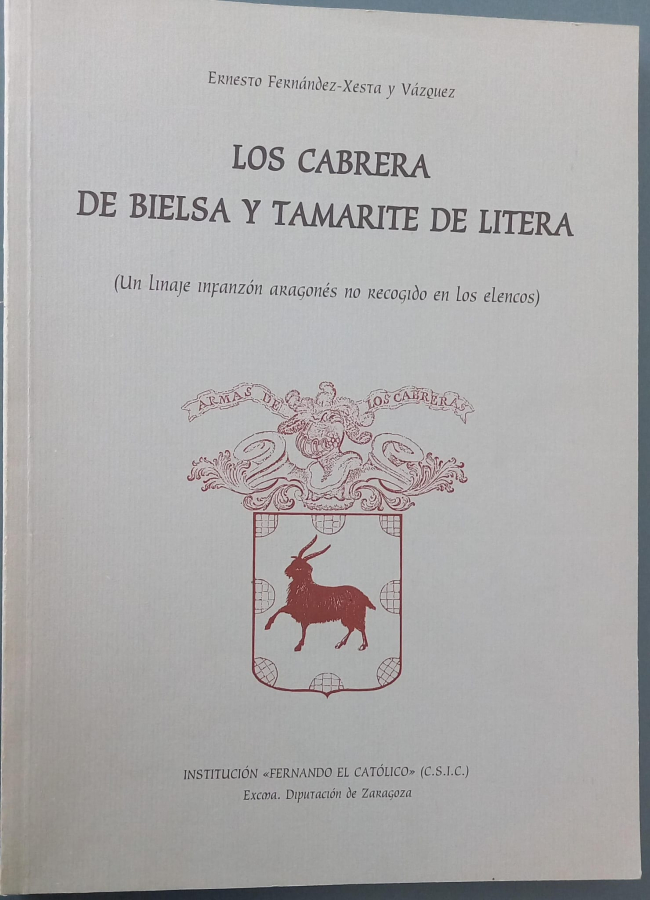 Ernesto Fernández-Xesta y Vázquez
LOS CABRERA
DE BIELSA Y TAMARITE DE LITERA
(Un linaje infanzón aragonés no recogido en los elencos)
ARMAS DE LOS CABRERAS
INSTITUCIÓN «FERNANDO EL CATÓLICO» (C.S.I.C.)
Excma. Diputación de Zaragoza